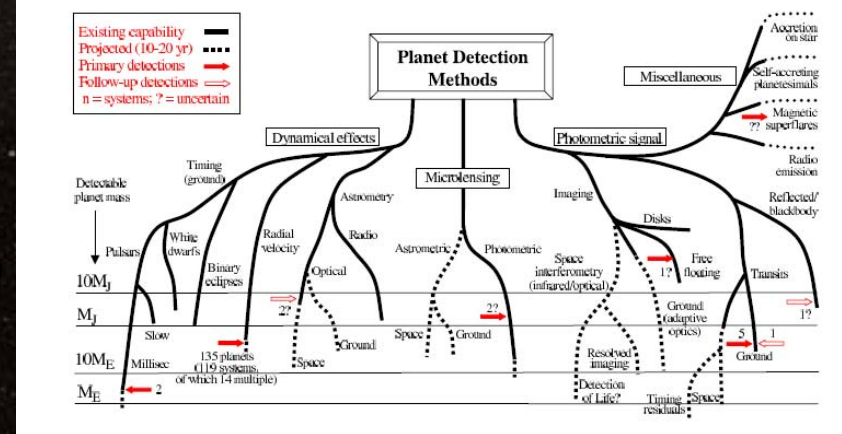 Existing capability
Projected (10-20 yr)
Primary detections
Follow-up detections
n = systems; ? = uncertain
Planet Detection
Methods
Dynamical effects
Microlensing
Photometric signal
Miscellaneous
Accretion
on star
Self-accreting
planetesimals
Magnetic
superflares
??
Radio
emission
Detectable
planet mass
Timing
(ground)
Pulsars
White
dwarfs
Binary
eclipses
Radial
velocity
Astrometry
Radio
Optical
Astrometric
Photometric
Imaging
Disks
Space
interferometry
(infrared/optical)
Free
floating
1?
Reflected/
blackbody
Transits
10MJ
2?
2?
Ground
(adaptive
optics)
1?
MJ
Slow
Space
Ground
Space
Ground
5
1
Ground
10ME
Millisec
135 planets
(119 systems,
of which 14 multiple)
Resolved
imaging
ME
2
Detection
of Life?
Timing
residuals
Space